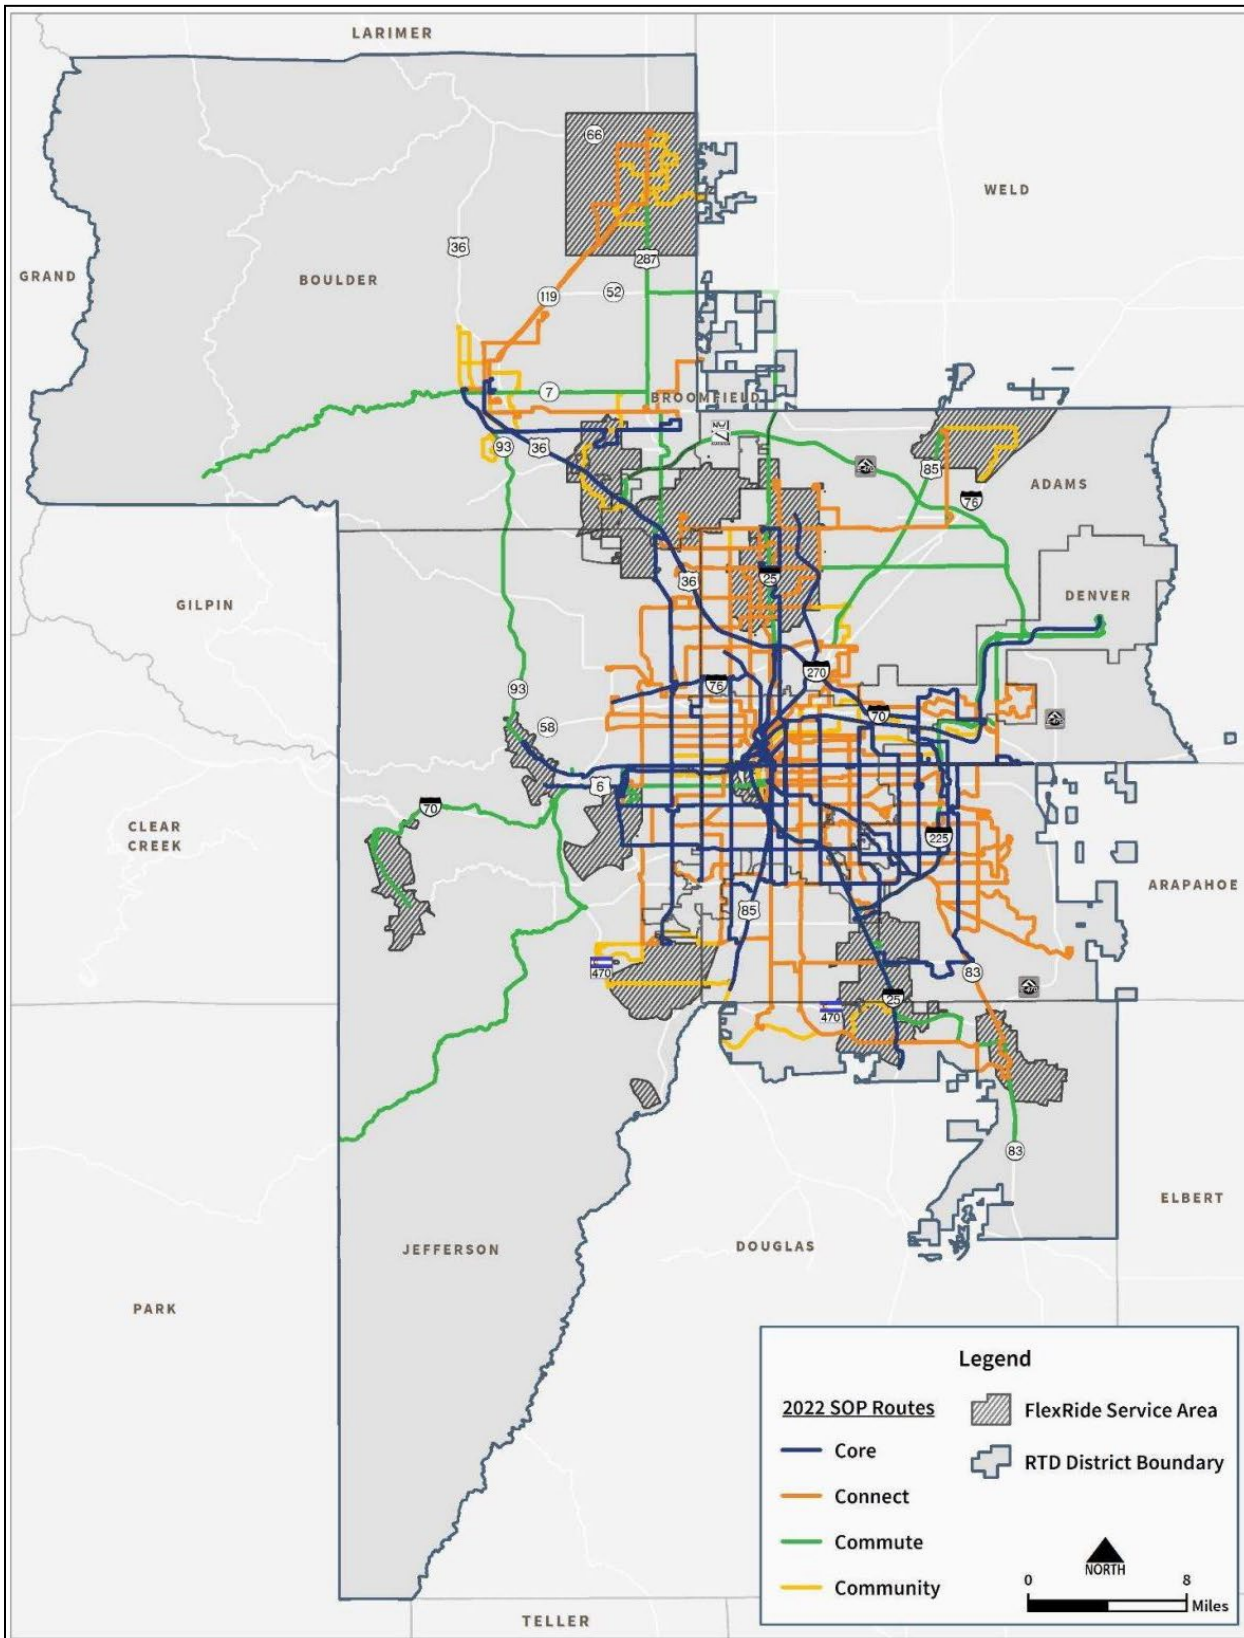 LARIMER
WELD
66
36
287
GRAND
BOULDER
119
52
7
BROOMFIELD
93
36
85
76
ADAMS
36
25
GILPIN
DENVER
93
76
270
58
70
6
70
CLEAR
CREEK
225
ARAPAHOE
85
470
83
25
470
83
ELBERT
JEFFERSON
DOUGLAS
PARK
TELLER
Legend
2022 SOP Routes
Core
Connect
Commute
Community
FlexRide Service Area
RTD District Boundary
NORTH
0 8
Miles